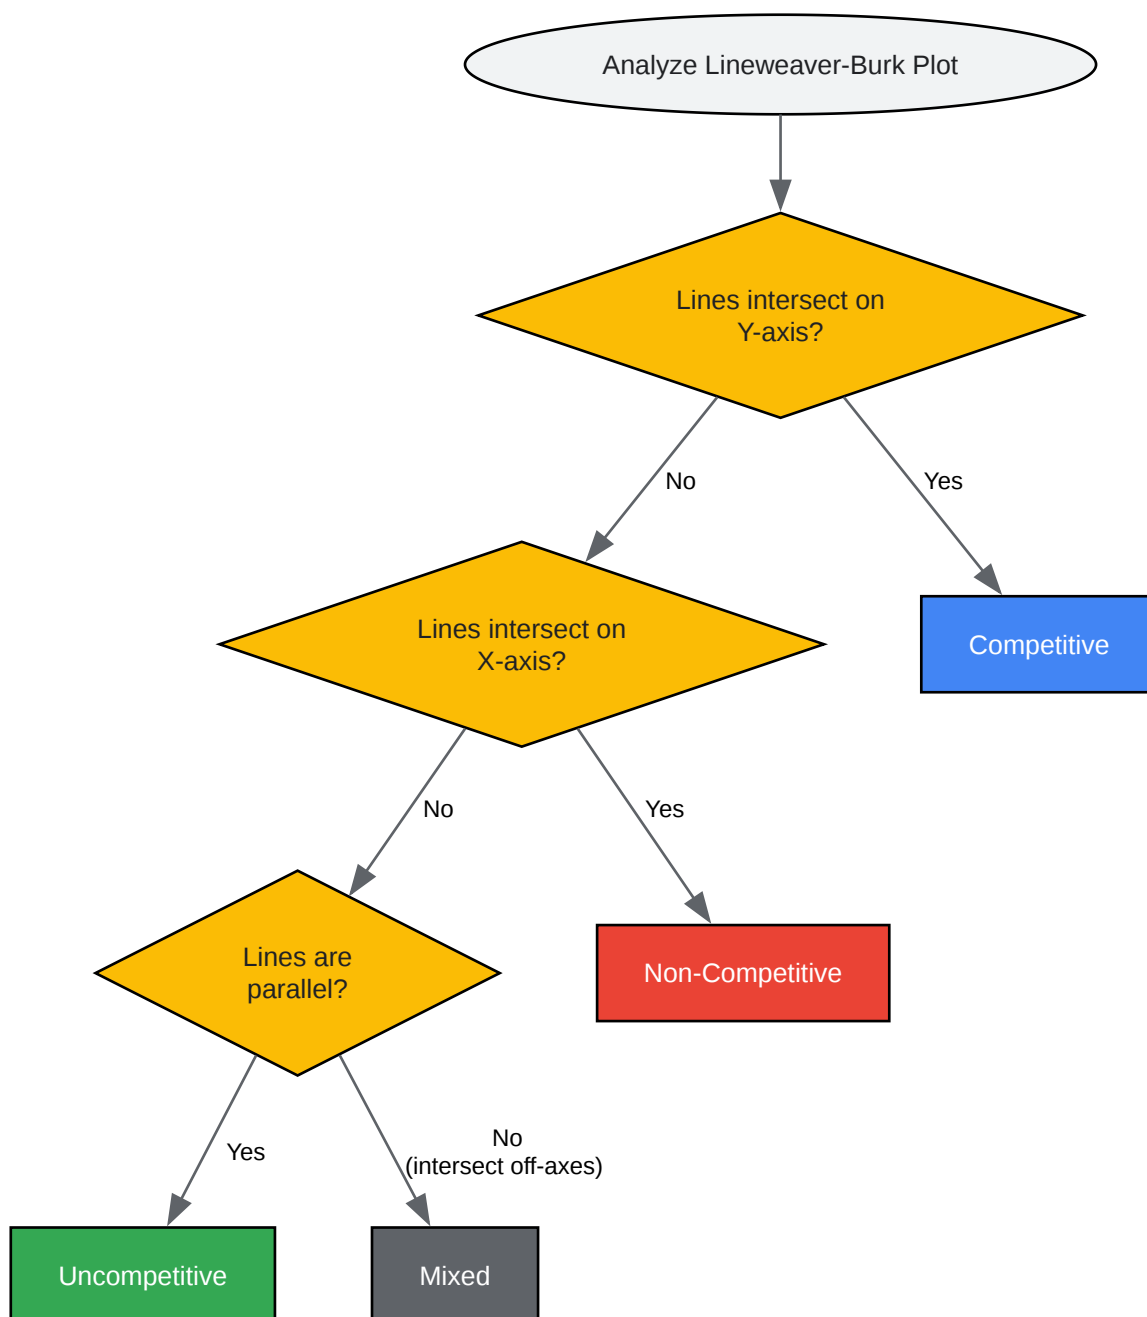 Analyze Lineweaver-Burk Plot
Lines intersect on
Y-axis?
No
Yes
Lines intersect on
X-axis?
Competitive
No
Yes
Lines are
parallel?
Non-Competitive
Yes
No
(intersect off-axes)
Uncompetitive
Mixed